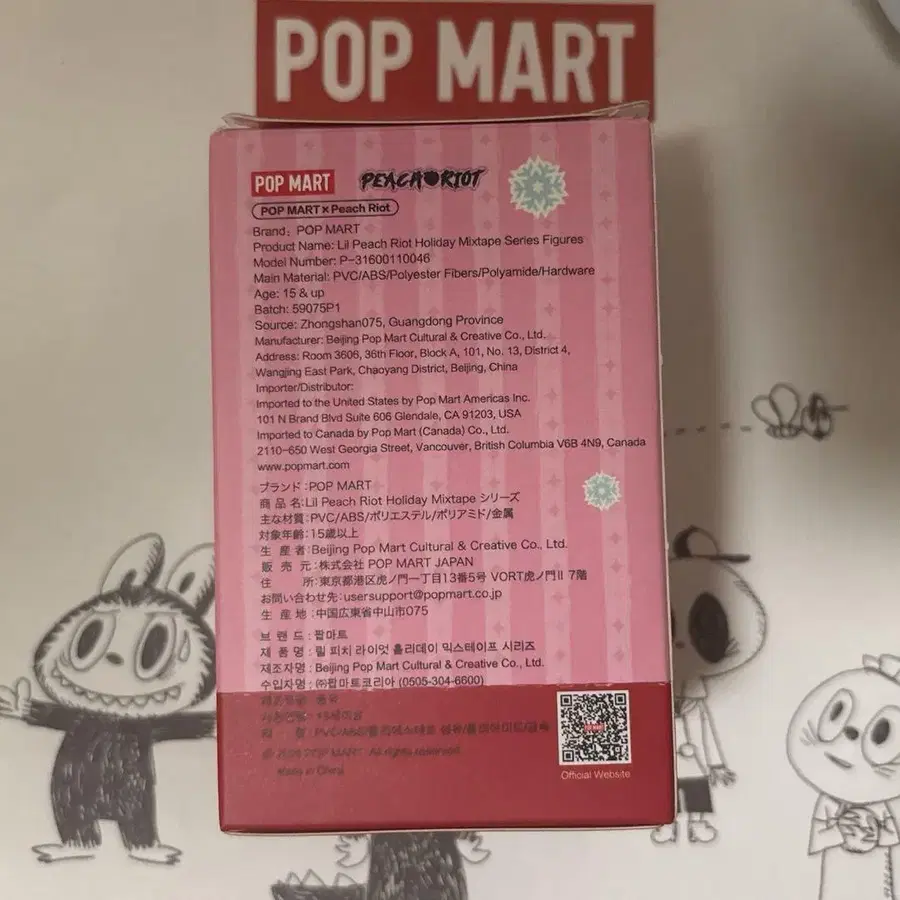 POP MART
POP MART PEACH RIOT
POP MART×Peach Riot
Brand: POP MART
Product Name: Lil Peach Riot Holiday Mixtape Series Figures
Model Number: P-31600110046
Main Material: PVC/ABS/Polyester Fibers/Polyamide/Hardware
Age: 15 & up
Batch: 59075P1
Source: Zhongshan075, Guangdong Province
Manufacturer: Beijing Pop Mart Cultural & Creative Co., Ltd.
Address: Room 3606, 36th Floor, Block A, 101, No. 13, District 4,
Wangjing East Park, Chaoyang District, Beijing, China
Importer/Distributor:
Imported to the United States by Pop Mart Americas Inc.
101 N Brand Blvd Suite 606 Glendale, CA 91203, USA
Imported to Canada by Pop Mart (Canada) Co., Ltd.
2110-650 West Georgia Street, Vancouver, British Columbia V6B 4N9, Canada
www.popmart.com
ブランド:POP MART
商品名:Lil Peach Riot Holiday Mixtape シリーズ
主な材質:PVC/ABS/ポリエステル/ポリアミド/金属
対象年齢:15歳以上
生産者:Beijing Pop Mart Cultural & Creative Co., Ltd.
販売元:株式会社 POP MART JAPAN
住所:東京都港区虎ノ門一丁目13番5号 VORT虎ノ門II 7階
お問い合わせ先:usersupport@popmart.co.jp
生産地:中国広東省中山市075
브랜드:팝마트
제품명:릴 피치 라이엇 홀리데이 믹스테이프 시리즈
제조자명:Beijing Pop Mart Cultural & Creative Co., Ltd.
수입자명:㈜팝마트코리아 (0505-304-6600)
POP MART All rights reserved
Made in China
POP MART
Official Website